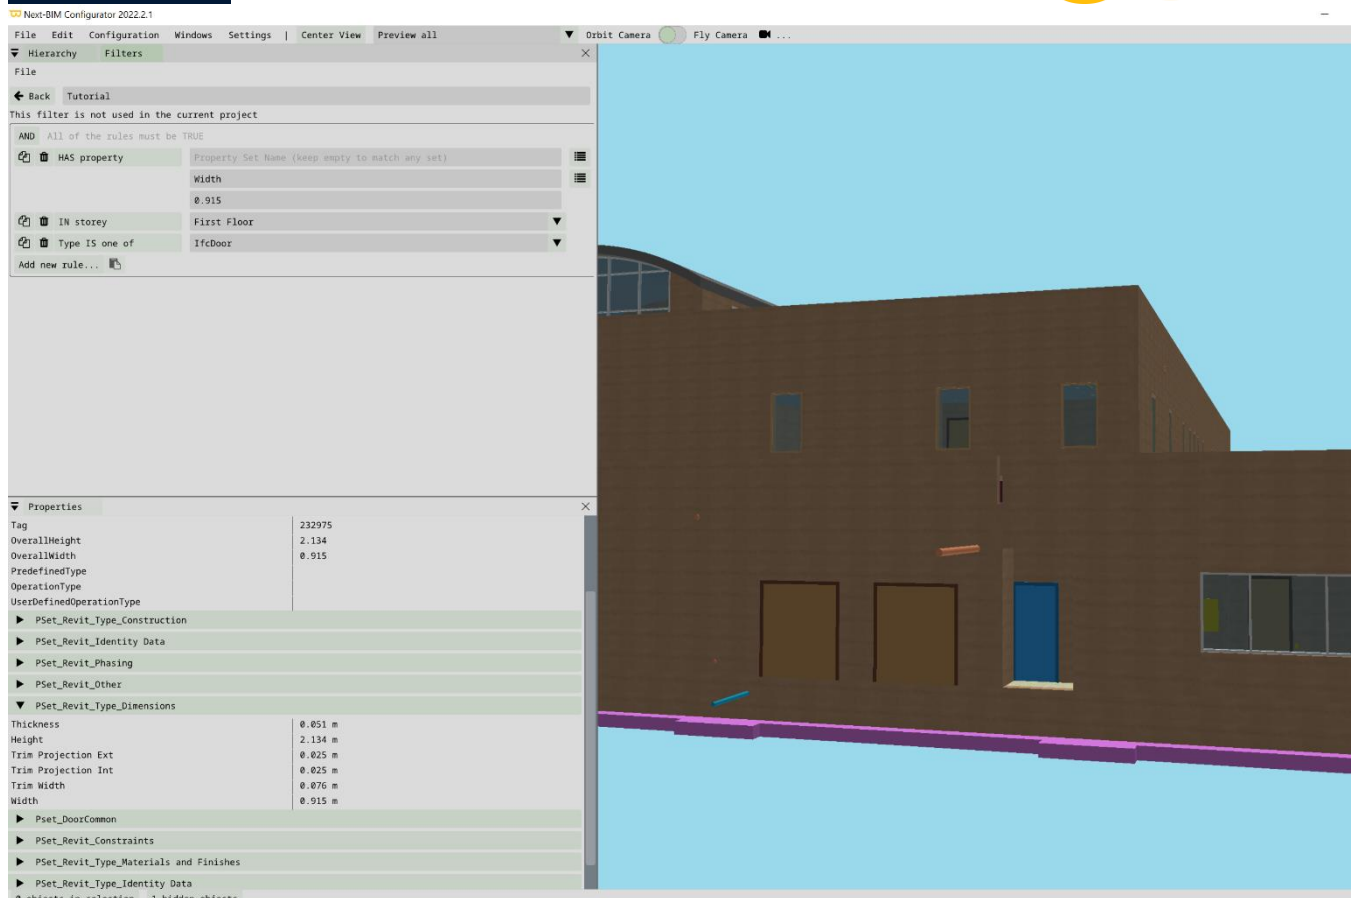 Next-BIM Configurator 2022.2.1
File Edit Configuration Windows Settings | Center View Preview all Orbit Camera Fly Camera ...
Hierarchy Filters
File
Back Tutorial
This filter is not used in the current project
AND All of the rules must be TRUE
HAS property Property Set Name (keep empty to match any set)
Width
0.915
IN storey First Floor
Type IS one of IfcDoor
Add new rule...
Properties
Tag 232975
OverallHeight 2.134
OverallWidth 0.915
PredefinedType
OperationType
UserDefinedOperationType
PSet_Revit_Type_Construction
PSet_Revit_Identity Data
PSet_Revit_Phasing
PSet_Revit_Other
PSet_Revit_Type_Dimensions
Thickness 0.051 m
Height 2.134 m
Trim Projection Ext 0.025 m
Trim Projection Int 0.025 m
Trim Width 0.076 m
Width 0.915 m
Pset_DoorCommon
PSet_Revit_Constraints
PSet_Revit_Type_Materials and Finishes
PSet_Revit_Type_Identity Data
objects in selection 1 hidden objects